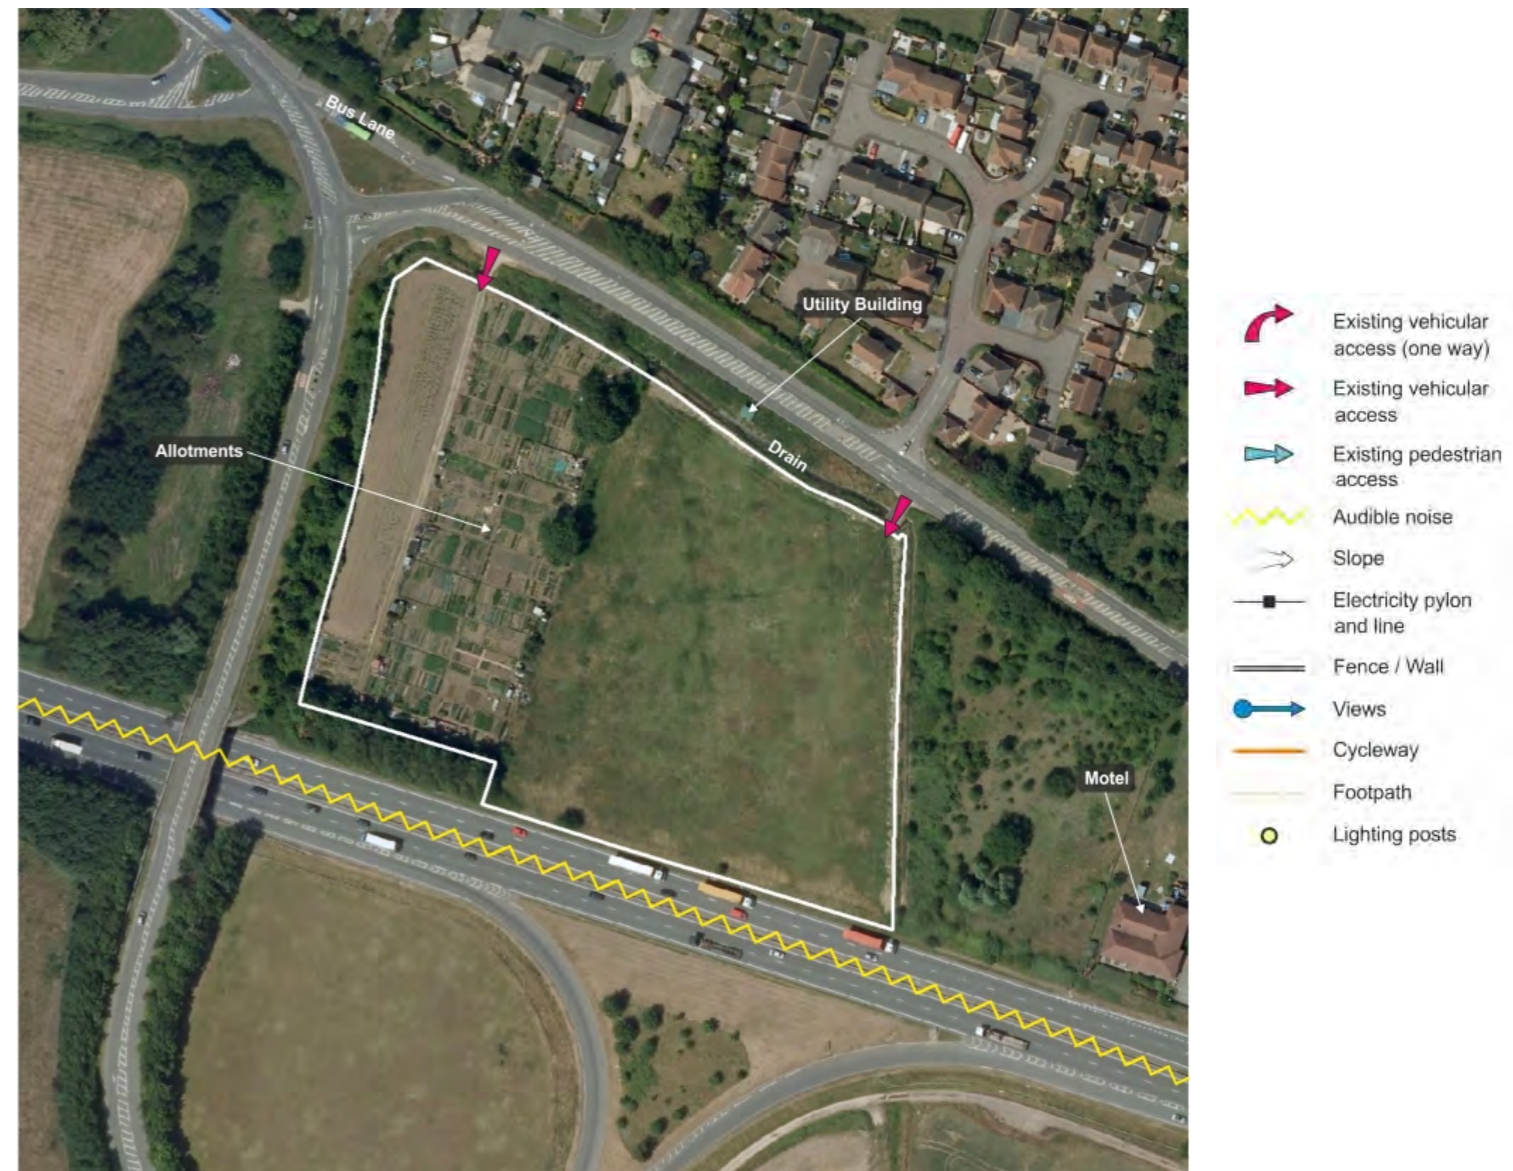 Bus Lane
Utility Building
Allotments
Drain
Motel
Existing vehicular
access (one way)
Existing vehicular
access
Existing pedestrian
access
Audible noise
Slope
Electricity pylon
and line
Fence / Wall
Views
Cycleway
Footpath
Lighting posts